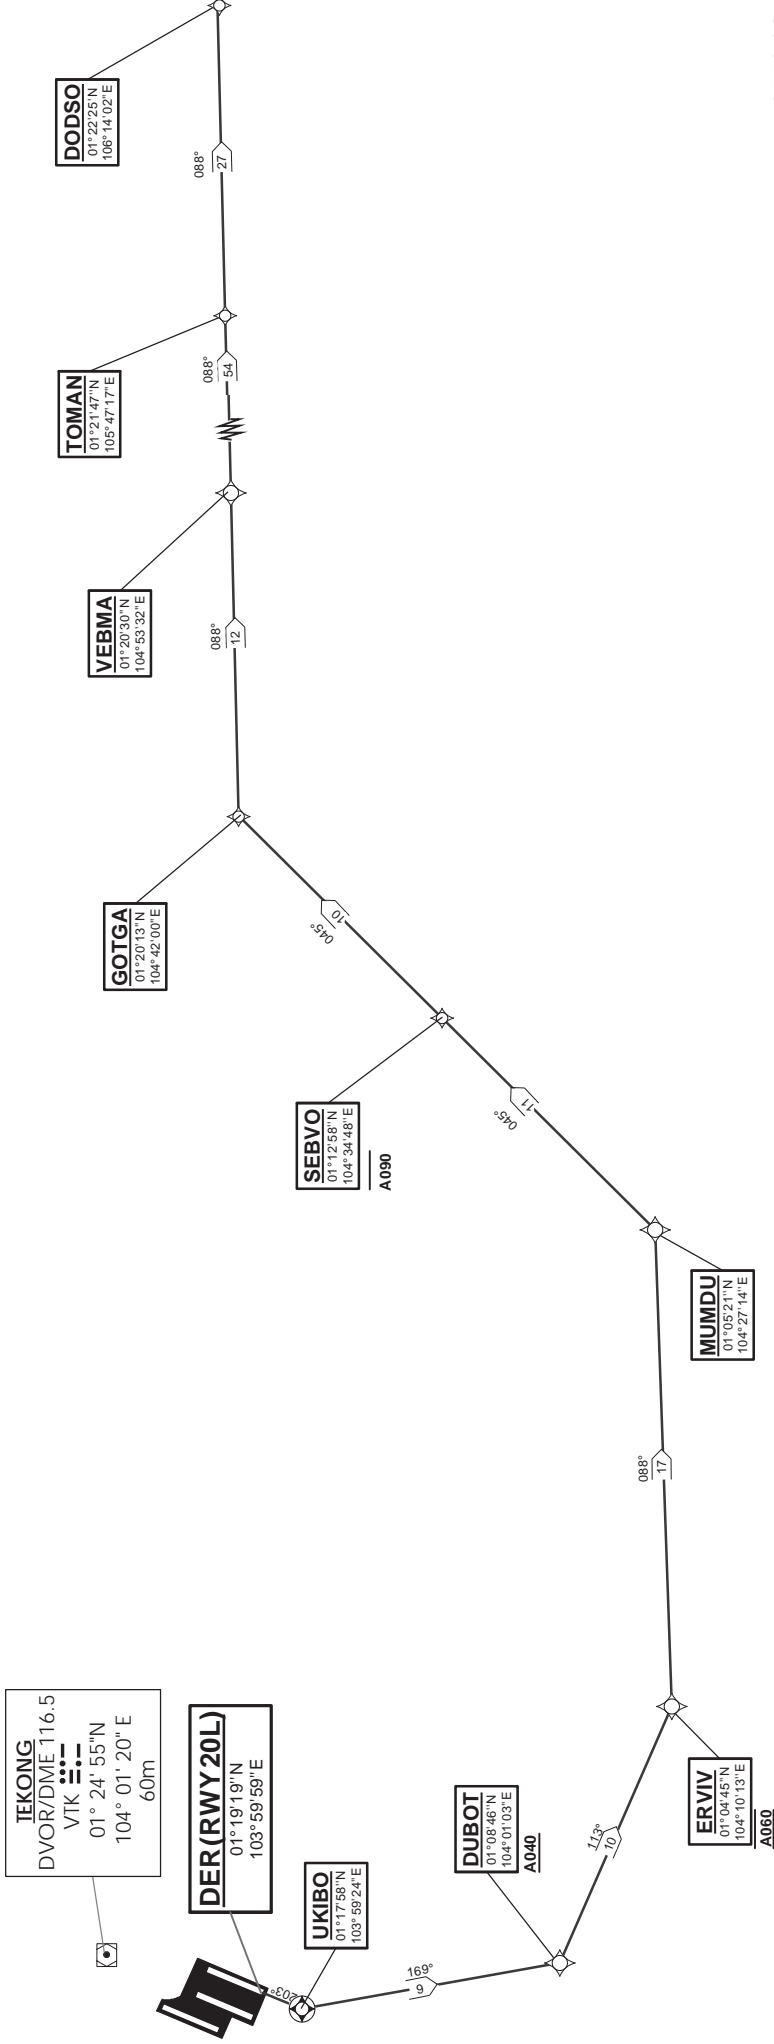 DODSO
01°22'25"N
106°14'02"E
088°
27
TOMAN
01°21'47"N
105°47'17"E
088°
54
VEBMA
01°20'30"N
104°53'32"E
088°
12
GOTGA
01°20'13"N
104°42'00"E
045°
10
SEBVO
01°12'58"N
104°34'48"E
A090
045°
11
MUMDU
01°05'21"N
104°27'14"E
088°
17
TEKONG
DVOR/DME 116.5
VTK
01° 24' 55"N
104° 01' 20" E
60m
DER(RWY20L)
01°19'19"N
103°59'59"E
203°
UKIBO
01°17'58"N
103°59'24"E
169°
9
DUBOT
01°08'46"N
104°01'03"E
A040
113°
10
ERVIV
01°04'45"N
104°10'13"E
A060